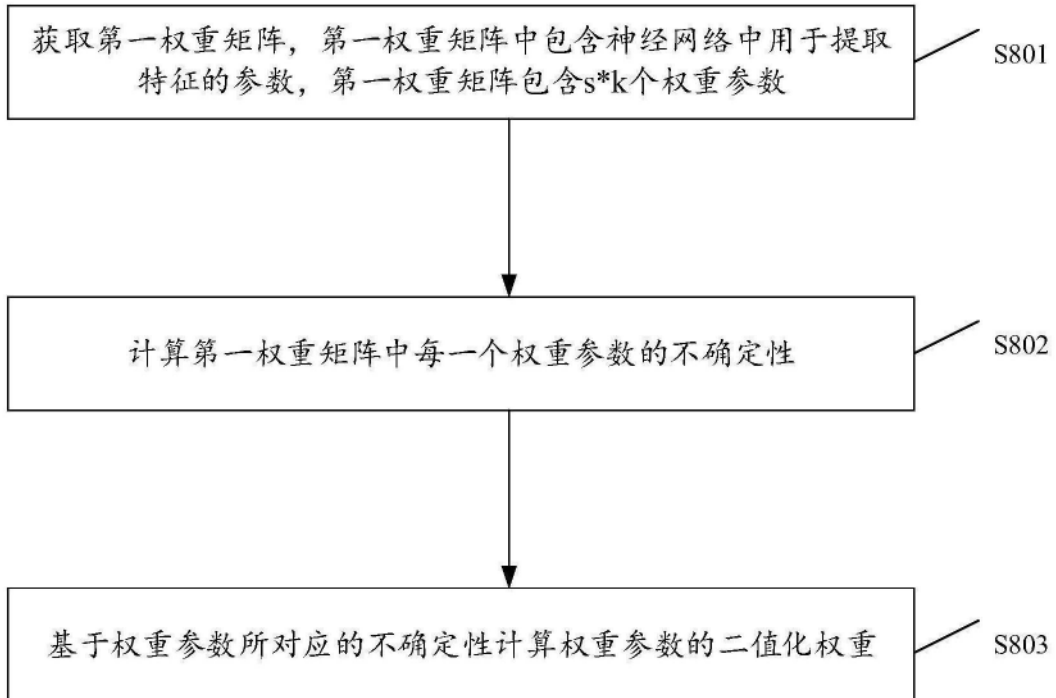 获取第一权重矩阵，第一权重矩阵中包含神经网络中用于提取
特征的参数，第一权重矩阵包含s*k个权重参数
S801
计算第一权重矩阵中每一个权重参数的不确定性
S802
基于权重参数所对应的不确定性计算权重参数的二值化权重
S803